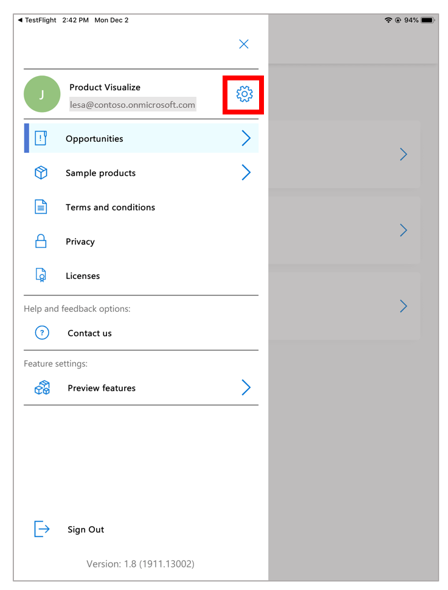 ◀ TestFlight 2:42 PM Mon Dec 2 94%
J
Product Visualize
lesa@contoso.onmicrosoft.com
Opportunities
Sample products
Terms and conditions
Privacy
Licenses
Help and feedback options:
Contact us
Feature settings:
Preview features
Sign Out
Version: 1.8 (1911.13002)